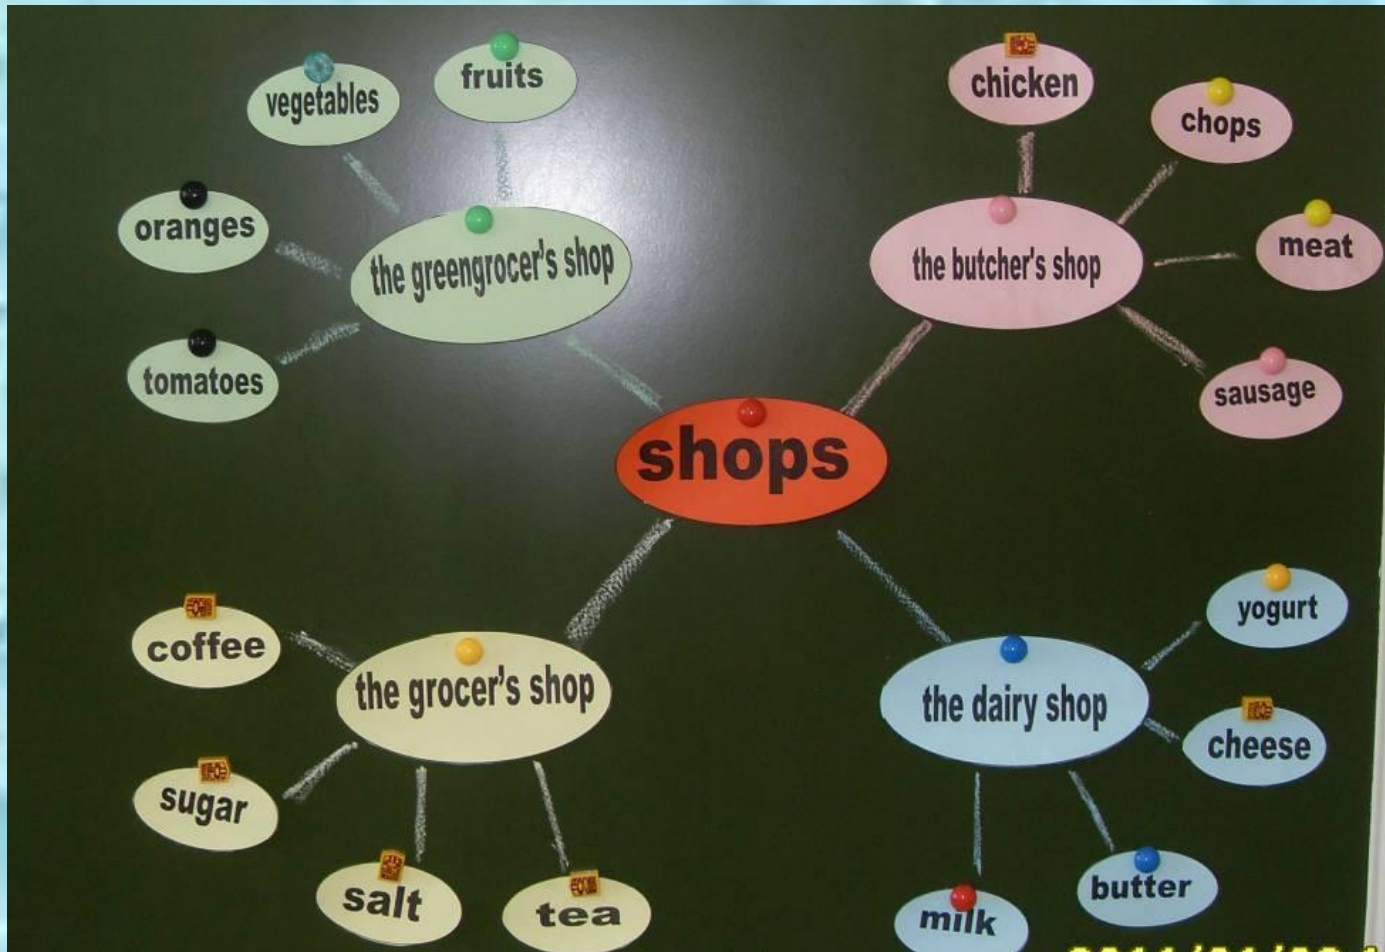 vegetables
fruits
oranges
the greengrocer's shop
tomatoes
chicken
chops
the butcher's shop
meat
sausage
shops
coffee
the grocer's shop
sugar
salt
tea
the dairy shop
yogurt
cheese
butter
milk